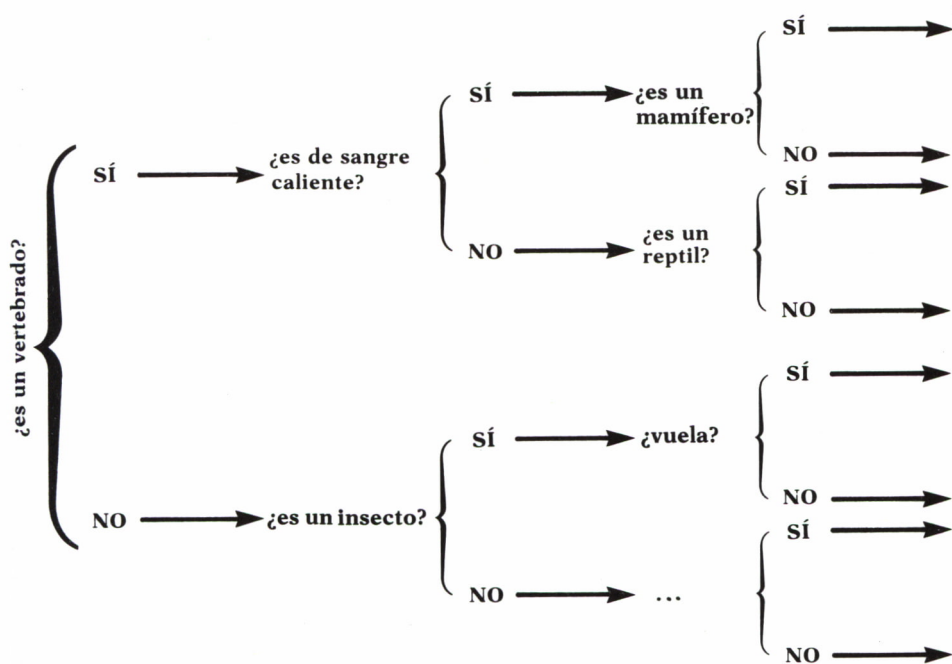 ¿es un vertebrado?
SÍ
¿es de sangre
caliente?
SÍ
¿es un
mamífero?
SÍ
NO
NO
¿es un
reptil?
SÍ
NO
NO
¿es un insecto?
SÍ
¿vuela?
SÍ
NO
NO
...
SÍ
NO